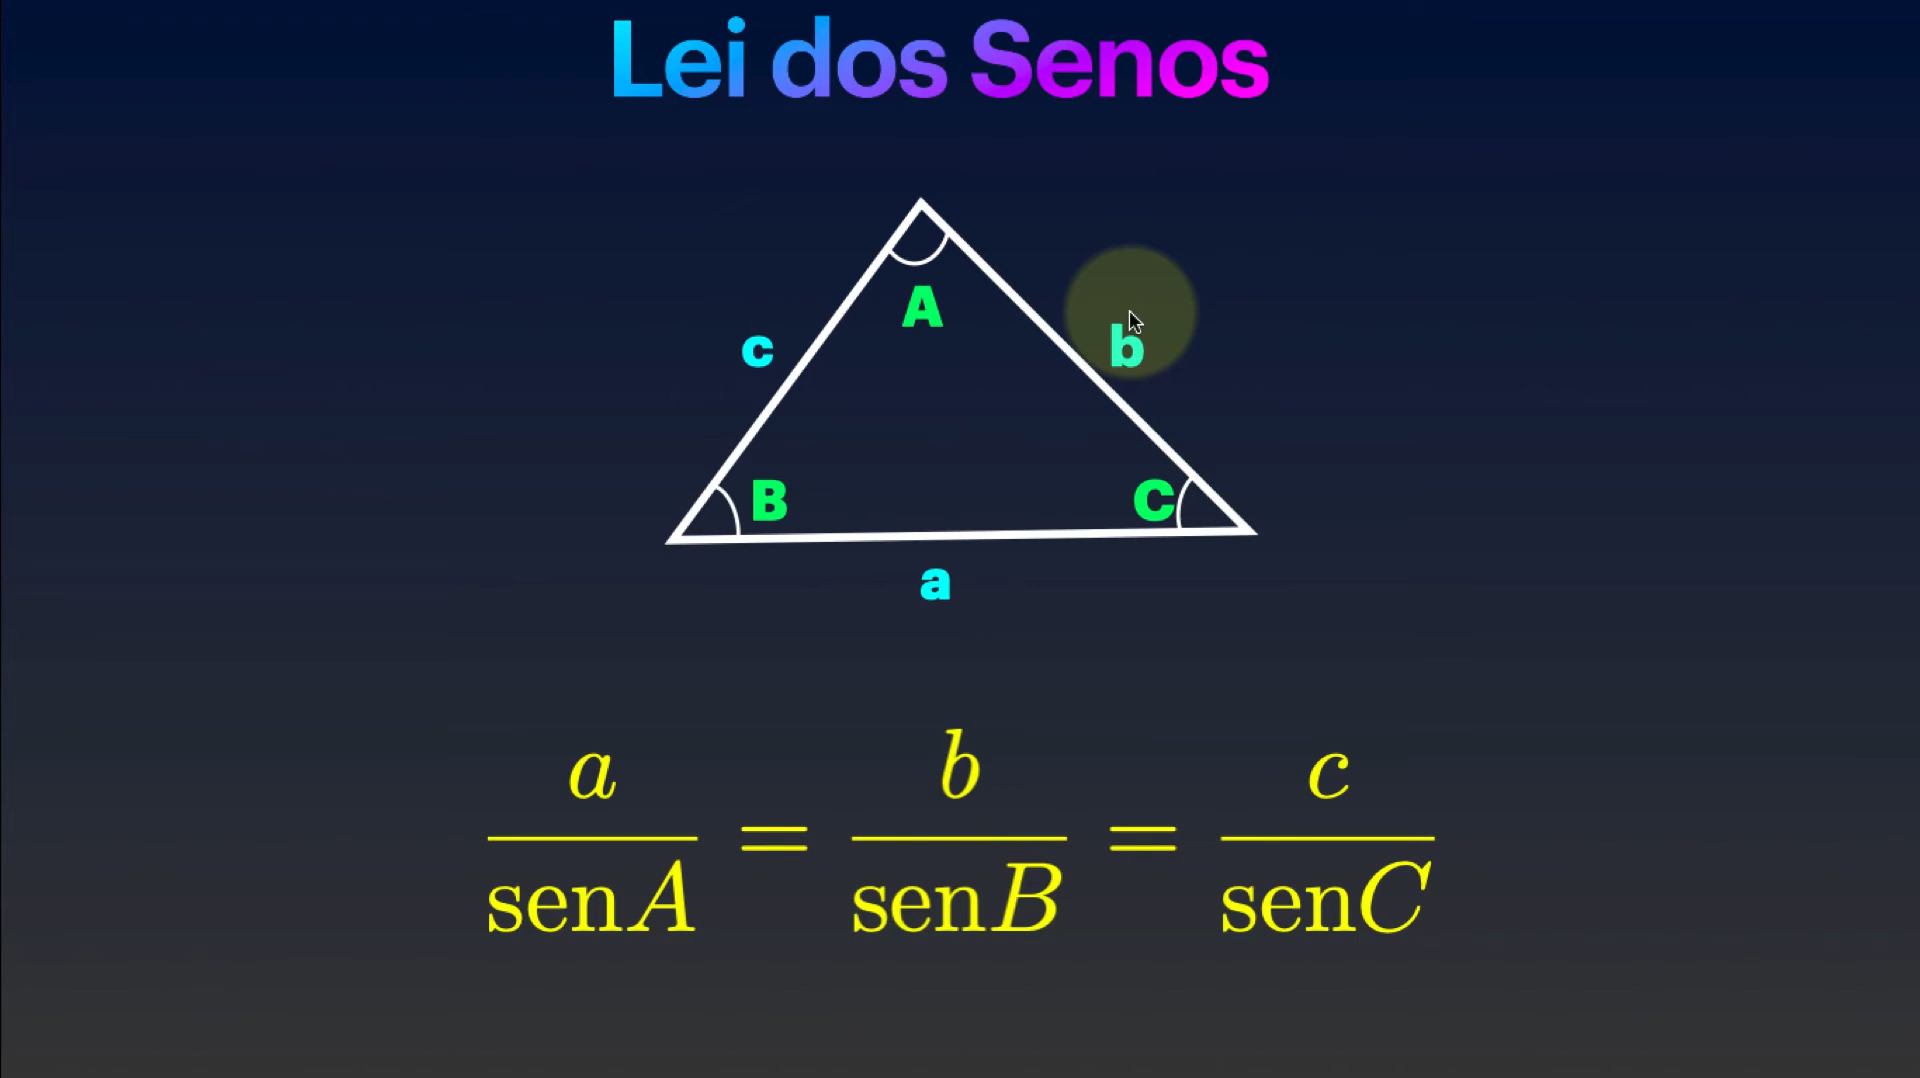 Lei dos Senos
A
c
b
B
C
a
a/senA = b/senB = c/senC